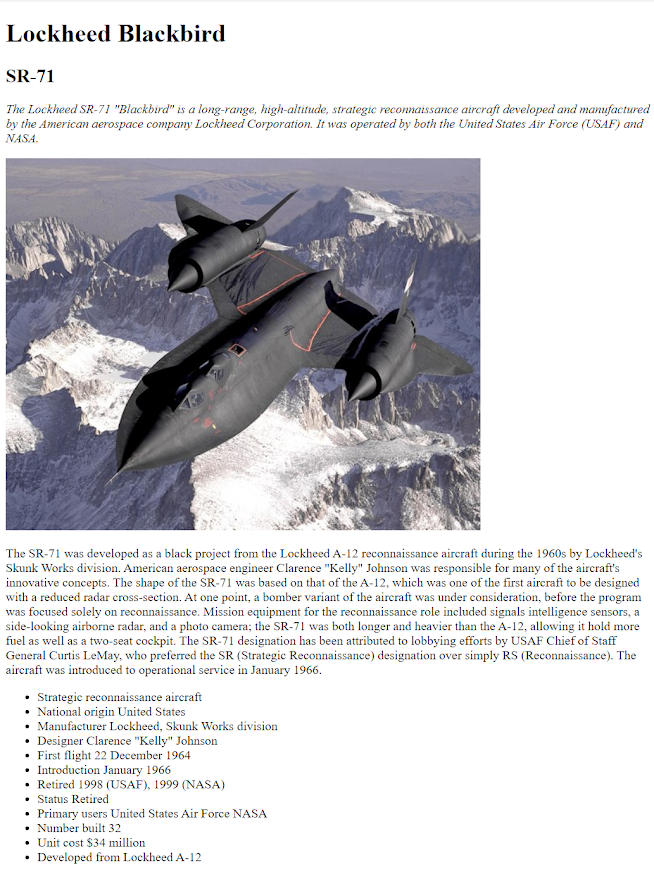 Lockheed Blackbird
SR-71
The Lockheed SR-71 "Blackbird" is a long-range, high-altitude, strategic reconnaissance aircraft developed and manufactured
by the American aerospace company Lockheed Corporation. It was operated by both the United States Air Force (USAF) and
NASA.
The SR-71 was developed as a black project from the Lockheed A-12 reconnaissance aircraft during the 1960s by Lockheed's
Skunk Works division. American aerospace engineer Clarence "Kelly" Johnson was responsible for many of the aircraft's
innovative concepts. The shape of the SR-71 was based on that of the A-12, which was one of the first aircraft to be designed
with a reduced radar cross-section. At one point, a bomber variant of the aircraft was under consideration, before the program
was focused solely on reconnaissance. Mission equipment for the reconnaissance role included signals intelligence sensors, a
side-looking airborne radar, and a photo camera; the SR-71 was both longer and heavier than the A-12, allowing it to hold more
fuel as well as a two-seat cockpit. The SR-71 designation has been attributed to lobbying efforts by USAF Chief of Staff
General Curtis LeMay, who preferred the SR (Strategic Reconnaissance) designation over simply RS (Reconnaissance). The
aircraft was introduced to operational service in January 1966.
• Strategic reconnaissance aircraft
• National origin United States
• Manufacturer Lockheed, Skunk Works division
• Designer Clarence "Kelly" Johnson
• First flight 22 December 1964
• Introduction January 1966
• Retired 1998 (USAF), 1999 (NASA)
• Status Retired
• Primary users United States Air Force NASA
• Number built 32
• Unit cost $34 million
• Developed from Lockheed A-12